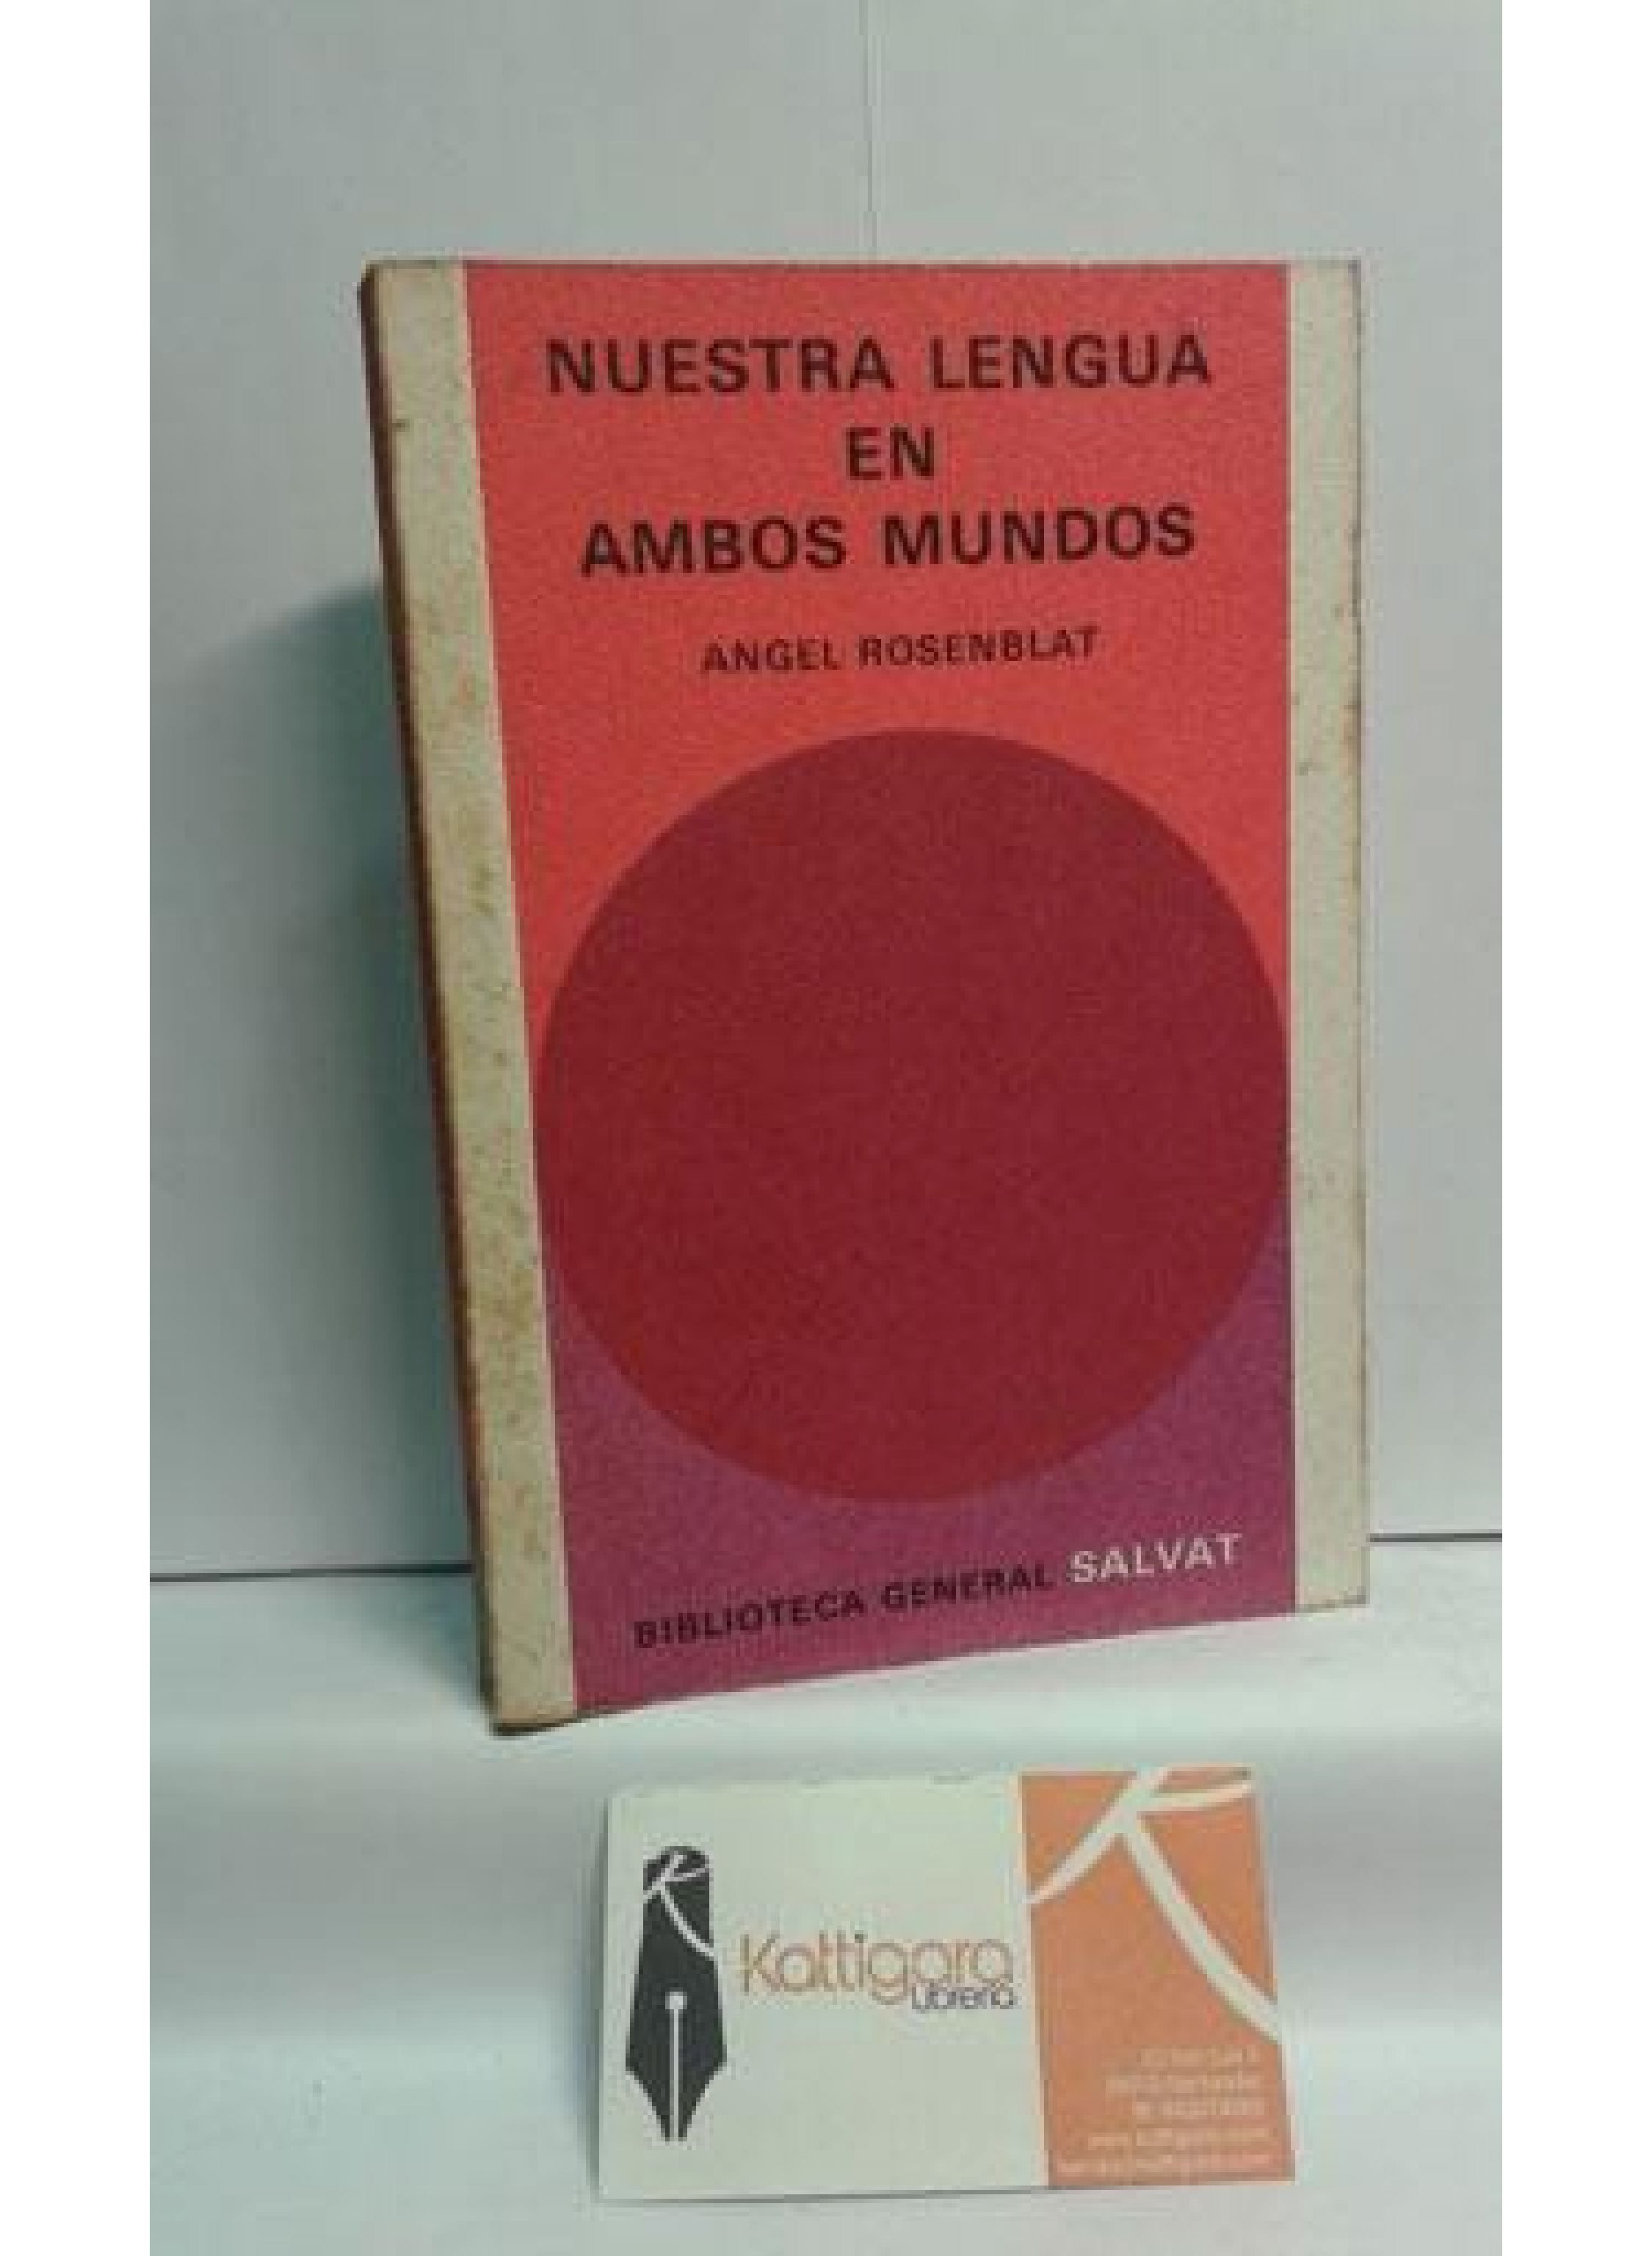 NUESTRA LENGUA
EN
AMBOS MUNDOS
ANGEL ROSENBLAT
BIBLIOTECA GENERAL SALVAT
Kattigara
Librería